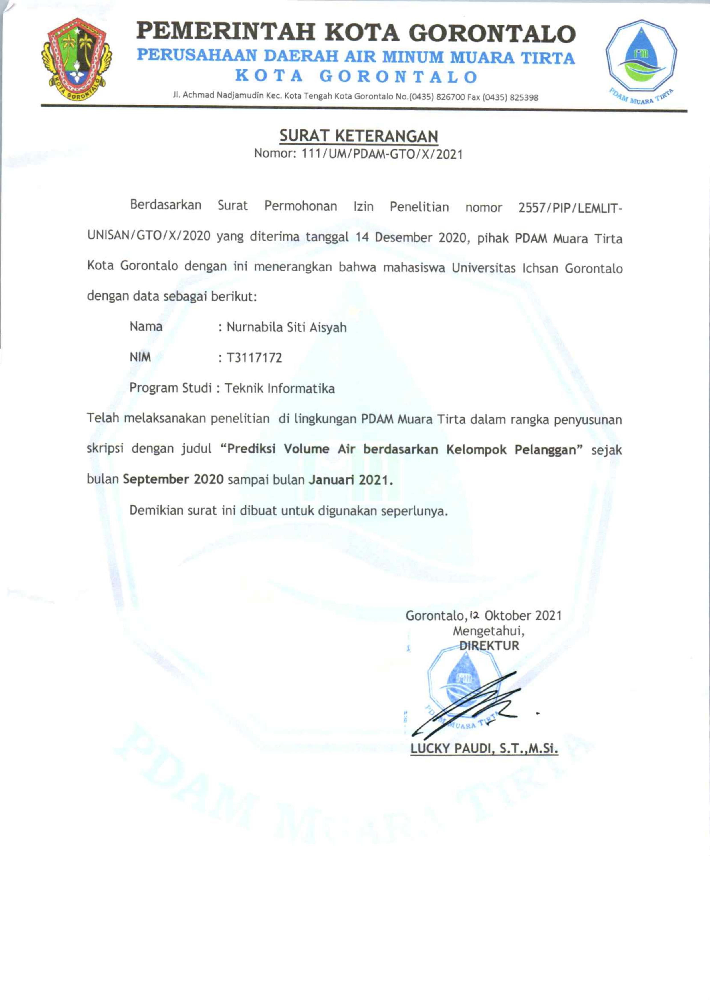 PEMERINTAH KOTA GORONTALO
PERUSAHAAN DAERAH AIR MINUM MUARA TIRTA
KOTA GORONTALO
Jl. Achmad Nadjamudin Kec. Kota Tengah Kota Gorontalo No.(0435) 826700 Fax (0435) 825398
KOTA GORONTALO
PDAM MUARA TIRTA
SURAT KETERANGAN
Nomor: 111/UM/PDAM-GTO/X/2021
Berdasarkan Surat Permohonan Izin Penelitian nomor 2557/PIP/LEMLIT-
UNISAN/GTO/X/2020 yang diterima tanggal 14 Desember 2020, pihak PDAM Muara Tirta
Kota Gorontalo dengan ini menerangkan bahwa mahasiswa Universitas Ichsan Gorontalo
dengan data sebagai berikut:
Nama : Nurnabila Siti Aisyah
NIM : T3117172
Program Studi : Teknik Informatika
Telah melaksanakan penelitian di lingkungan PDAM Muara Tirta dalam rangka penyusunan
skripsi dengan judul “Prediksi Volume Air berdasarkan Kelompok Pelanggan” sejak
bulan September 2020 sampai bulan Januari 2021.
Demikian surat ini dibuat untuk digunakan seperlunya.
Gorontalo, 12 Oktober 2021
Mengetahui,
DIREKTUR
PDAM MUARA TIRTA
LUCKY PAUDI, S.T.,M.Si.
PDAM MUARA TIRTA